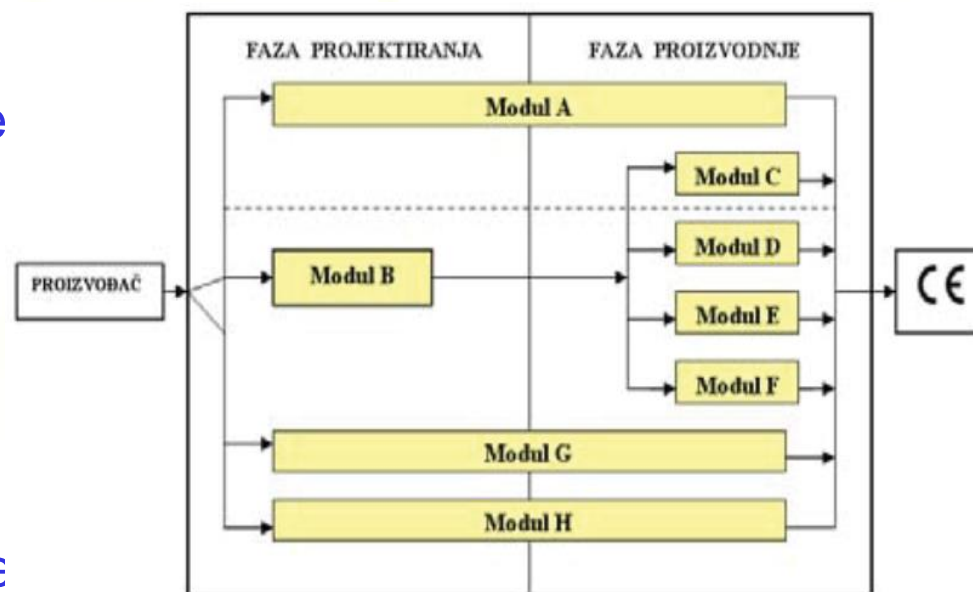 FAZA PROJEKTIRANJA
FAZA PROIZVODNJE
Modul A
Modul C
Modul D
PROIZVOĐAČ
Modul B
CE
Modul E
Modul F
Modul G
Modul H